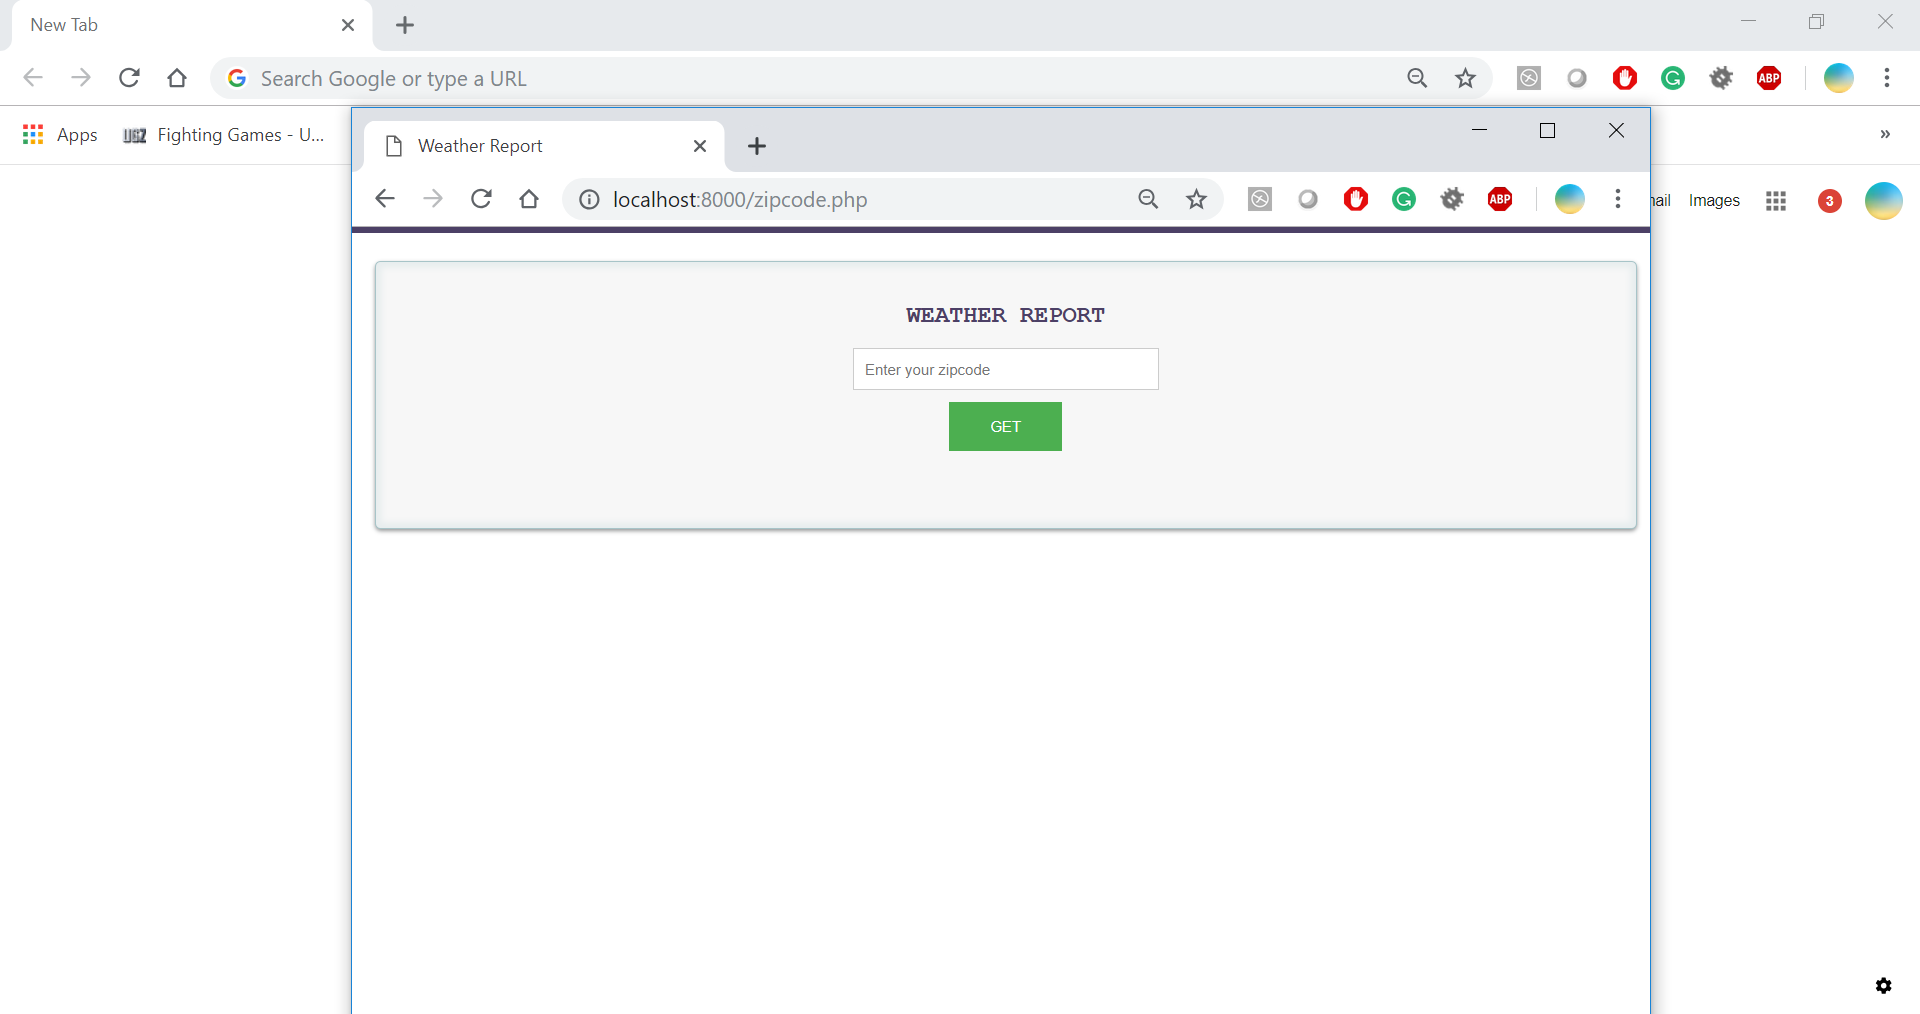 New Tab
Search Google or type a URL
ABP
Apps
UGZ Fighting Games - U...
»
Weather Report
localhost:8000/zipcode.php
ABP
ail Images
3
WEATHER REPORT
Enter your zipcode
GET